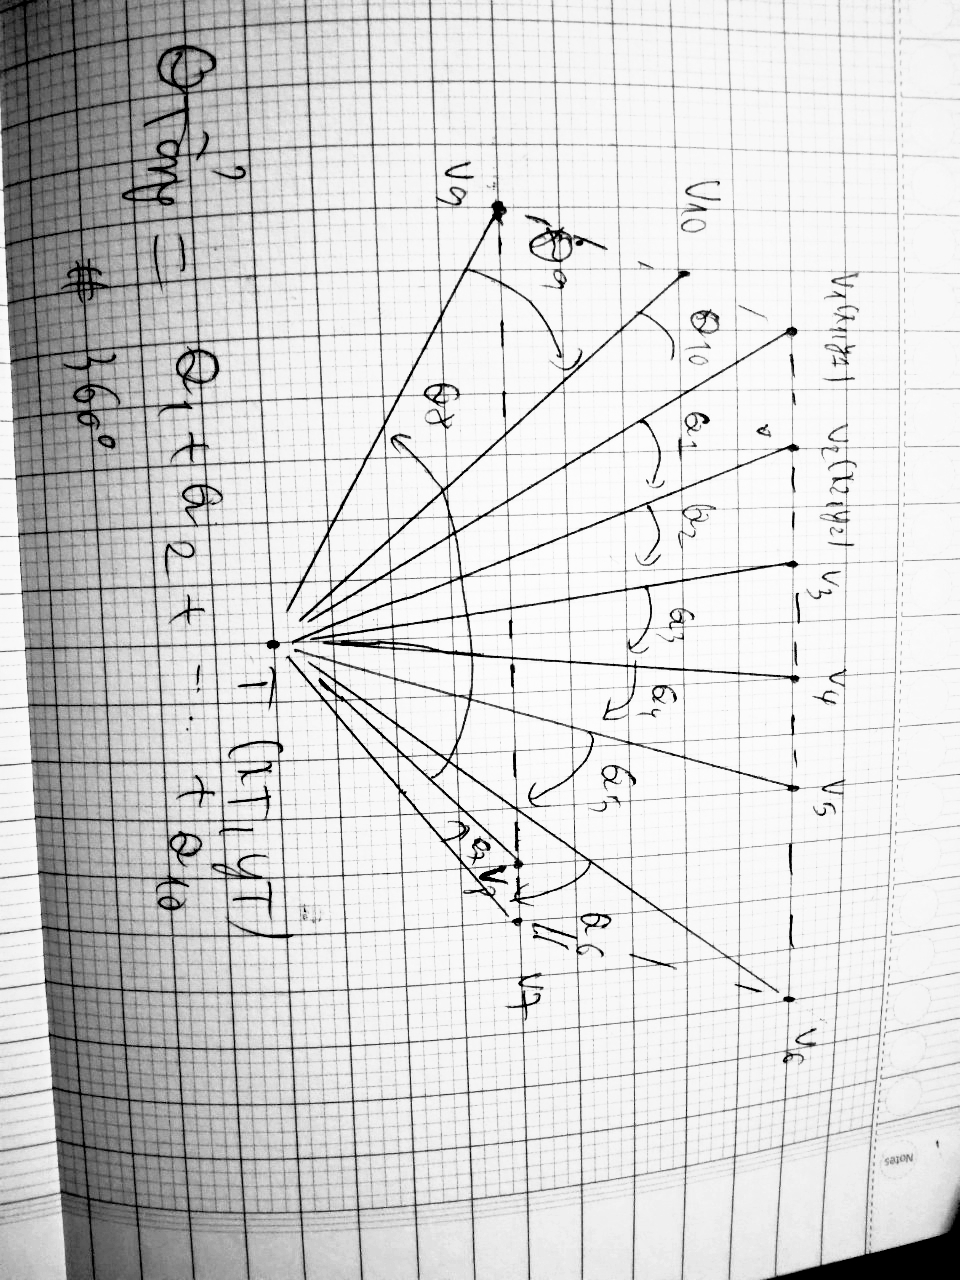 V1(x1,y1) V2(x2,y2) V3 V4 V5 V6
V10 θ10 θ1 θ2 θ3 θ4 θ5 θ6
V9 θ9 θ8 θ7 V8 V7
T (xT,yT)
?
= θ1 + θ2 + - . . . + θ10
# 360°
Notes